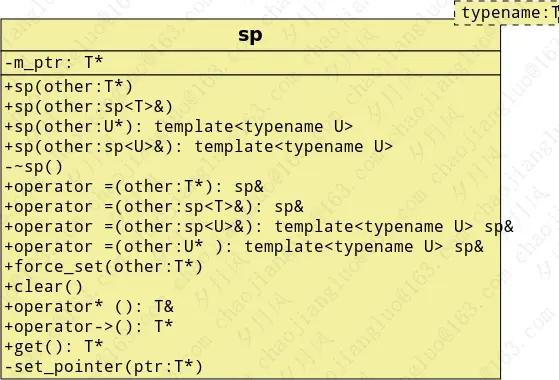 typename:T
sp
-m_ptr: T*
+sp(other:T*)
+sp(other:sp<T>&)
+sp(other:U*): template<typename U>
+sp(other:sp<U>&): template<typename U>
-~sp()
+operator =(other:T*): sp&
+operator =(other:sp<T>&): sp&
+operator =(other:sp<U>&): template<typename U> sp&
+operator =(other:U* ): template<typename U> sp&
+force_set(other:T*)
+clear()
+operator* (): T&
+operator->(): T*
+get(): T*
-set_pointer(ptr:T*)